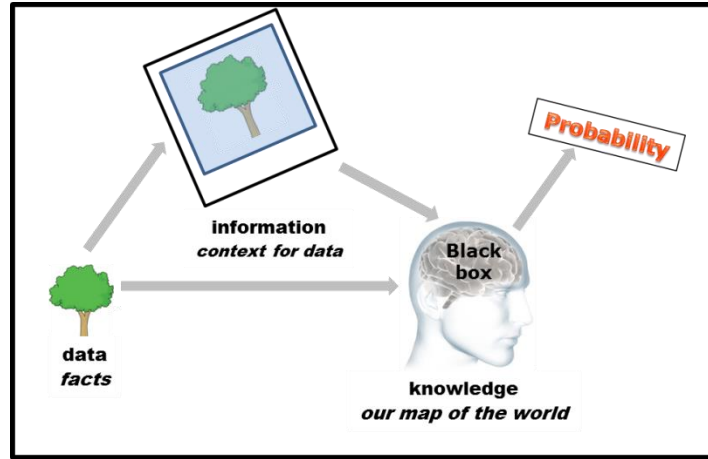 Probability
information
context for data
Black
box
data
facts
knowledge
our map of the world